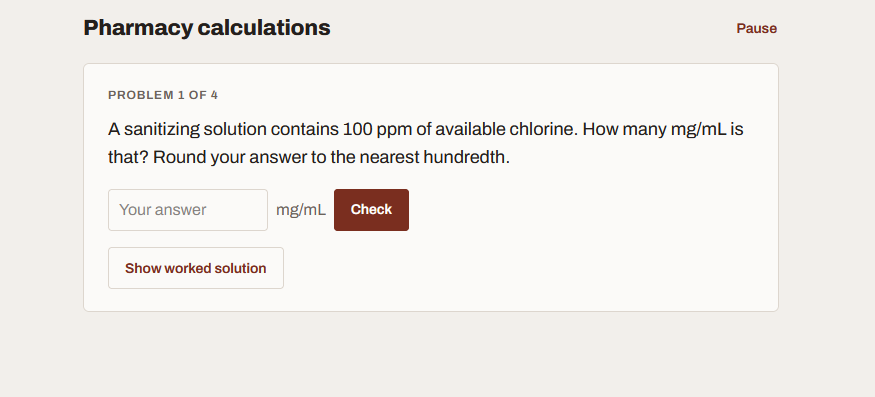 Pharmacy calculations
Pause
PROBLEM 1 OF 4
A sanitizing solution contains 100 ppm of available chlorine. How many mg/mL is
that? Round your answer to the nearest hundredth.
Your answer
mg/mL
Check
Show worked solution